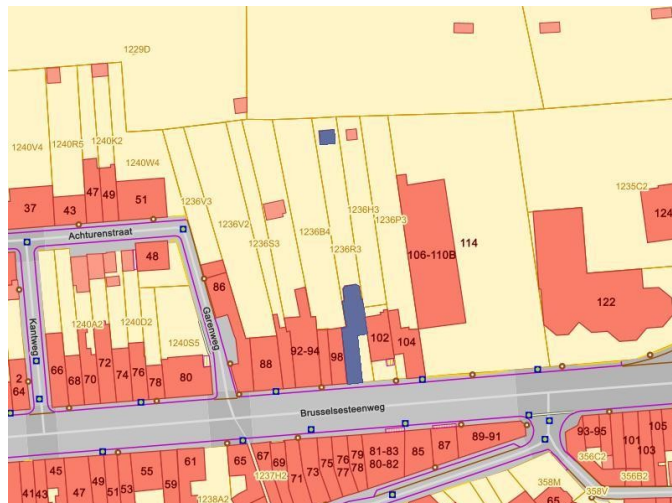 1229D
1240V4
1240R5
1240K2
1240W4
37
43
47
49
51
1236V3
1236V2
1236S3
1236B4
1236R3
1236H3
1236P3
1235C2
124
Achturenstraat
48
106-110B
114
122
Kantweg
Garenweg
86
1240A2
1240D2
1240S5
2
64
66
68
70
72
74
76
78
80
88
92-94
98
102
104
Brusselsesteenweg
41
43
45
47
49
51
53
55
59
61
65
67
69
71
73
75
76
77
79
78
81-83
80-82
85
87
89-91
93-95
101
103
105
1238A2
1237H2
356C2
356B2
358M
358V
65